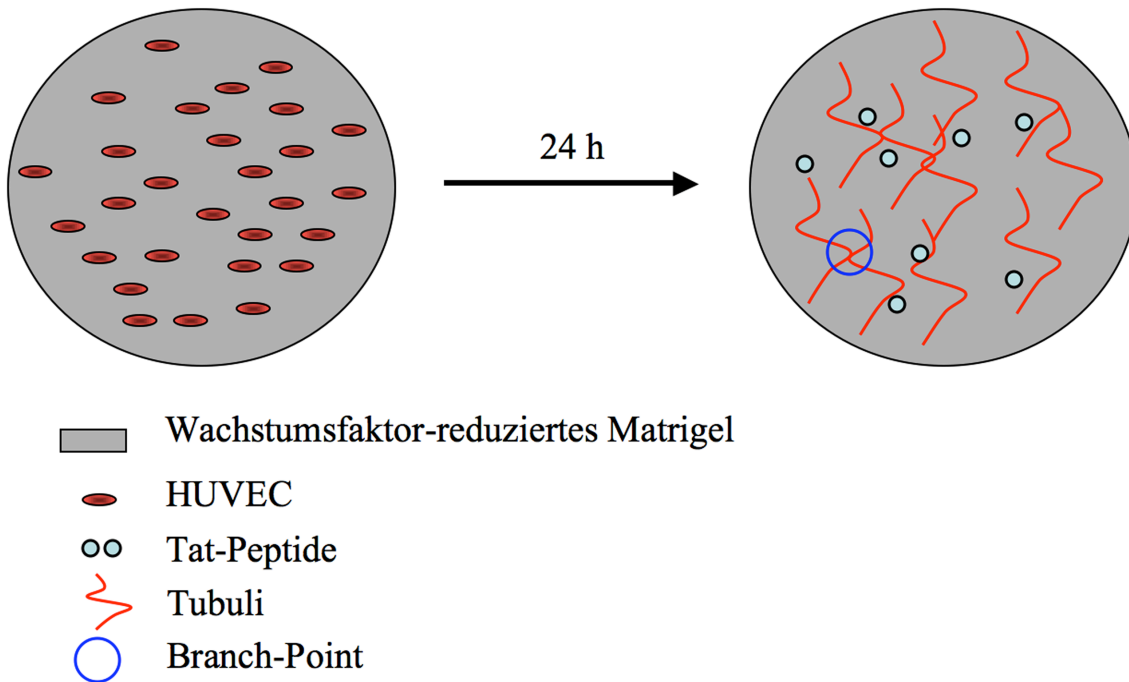 24 h
Wachstumsfaktor-reduziertes Matrigel
HUVEC
Tat-Peptide
Tubuli
Branch-Point